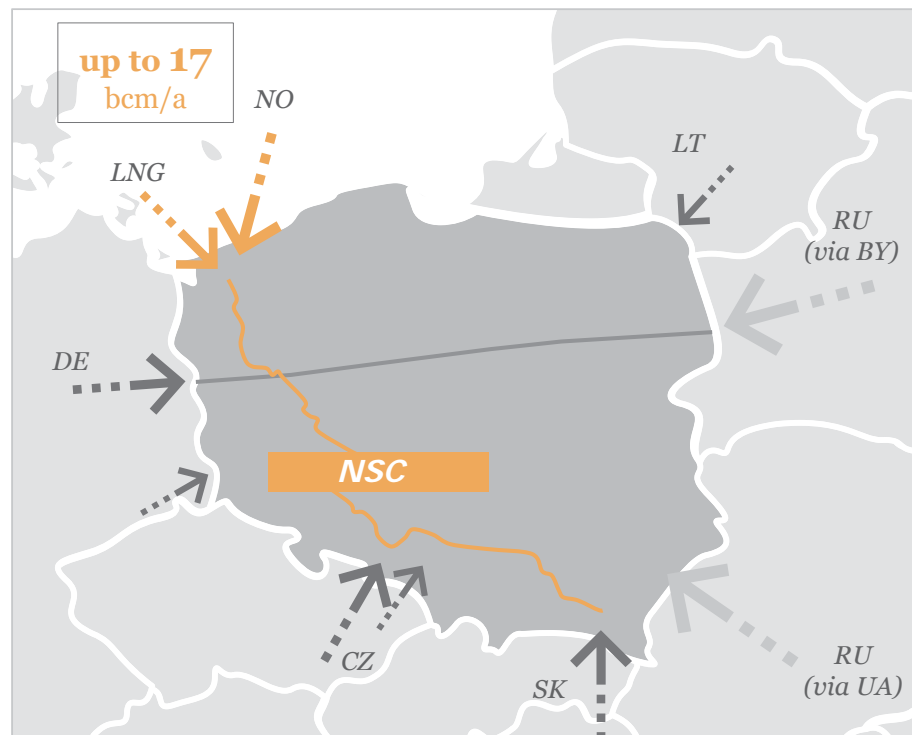 up to 17
bcm/a
NO
LNG
LT
RU
(via BY)
DE
NSC
CZ
SK
RU
(via UA)